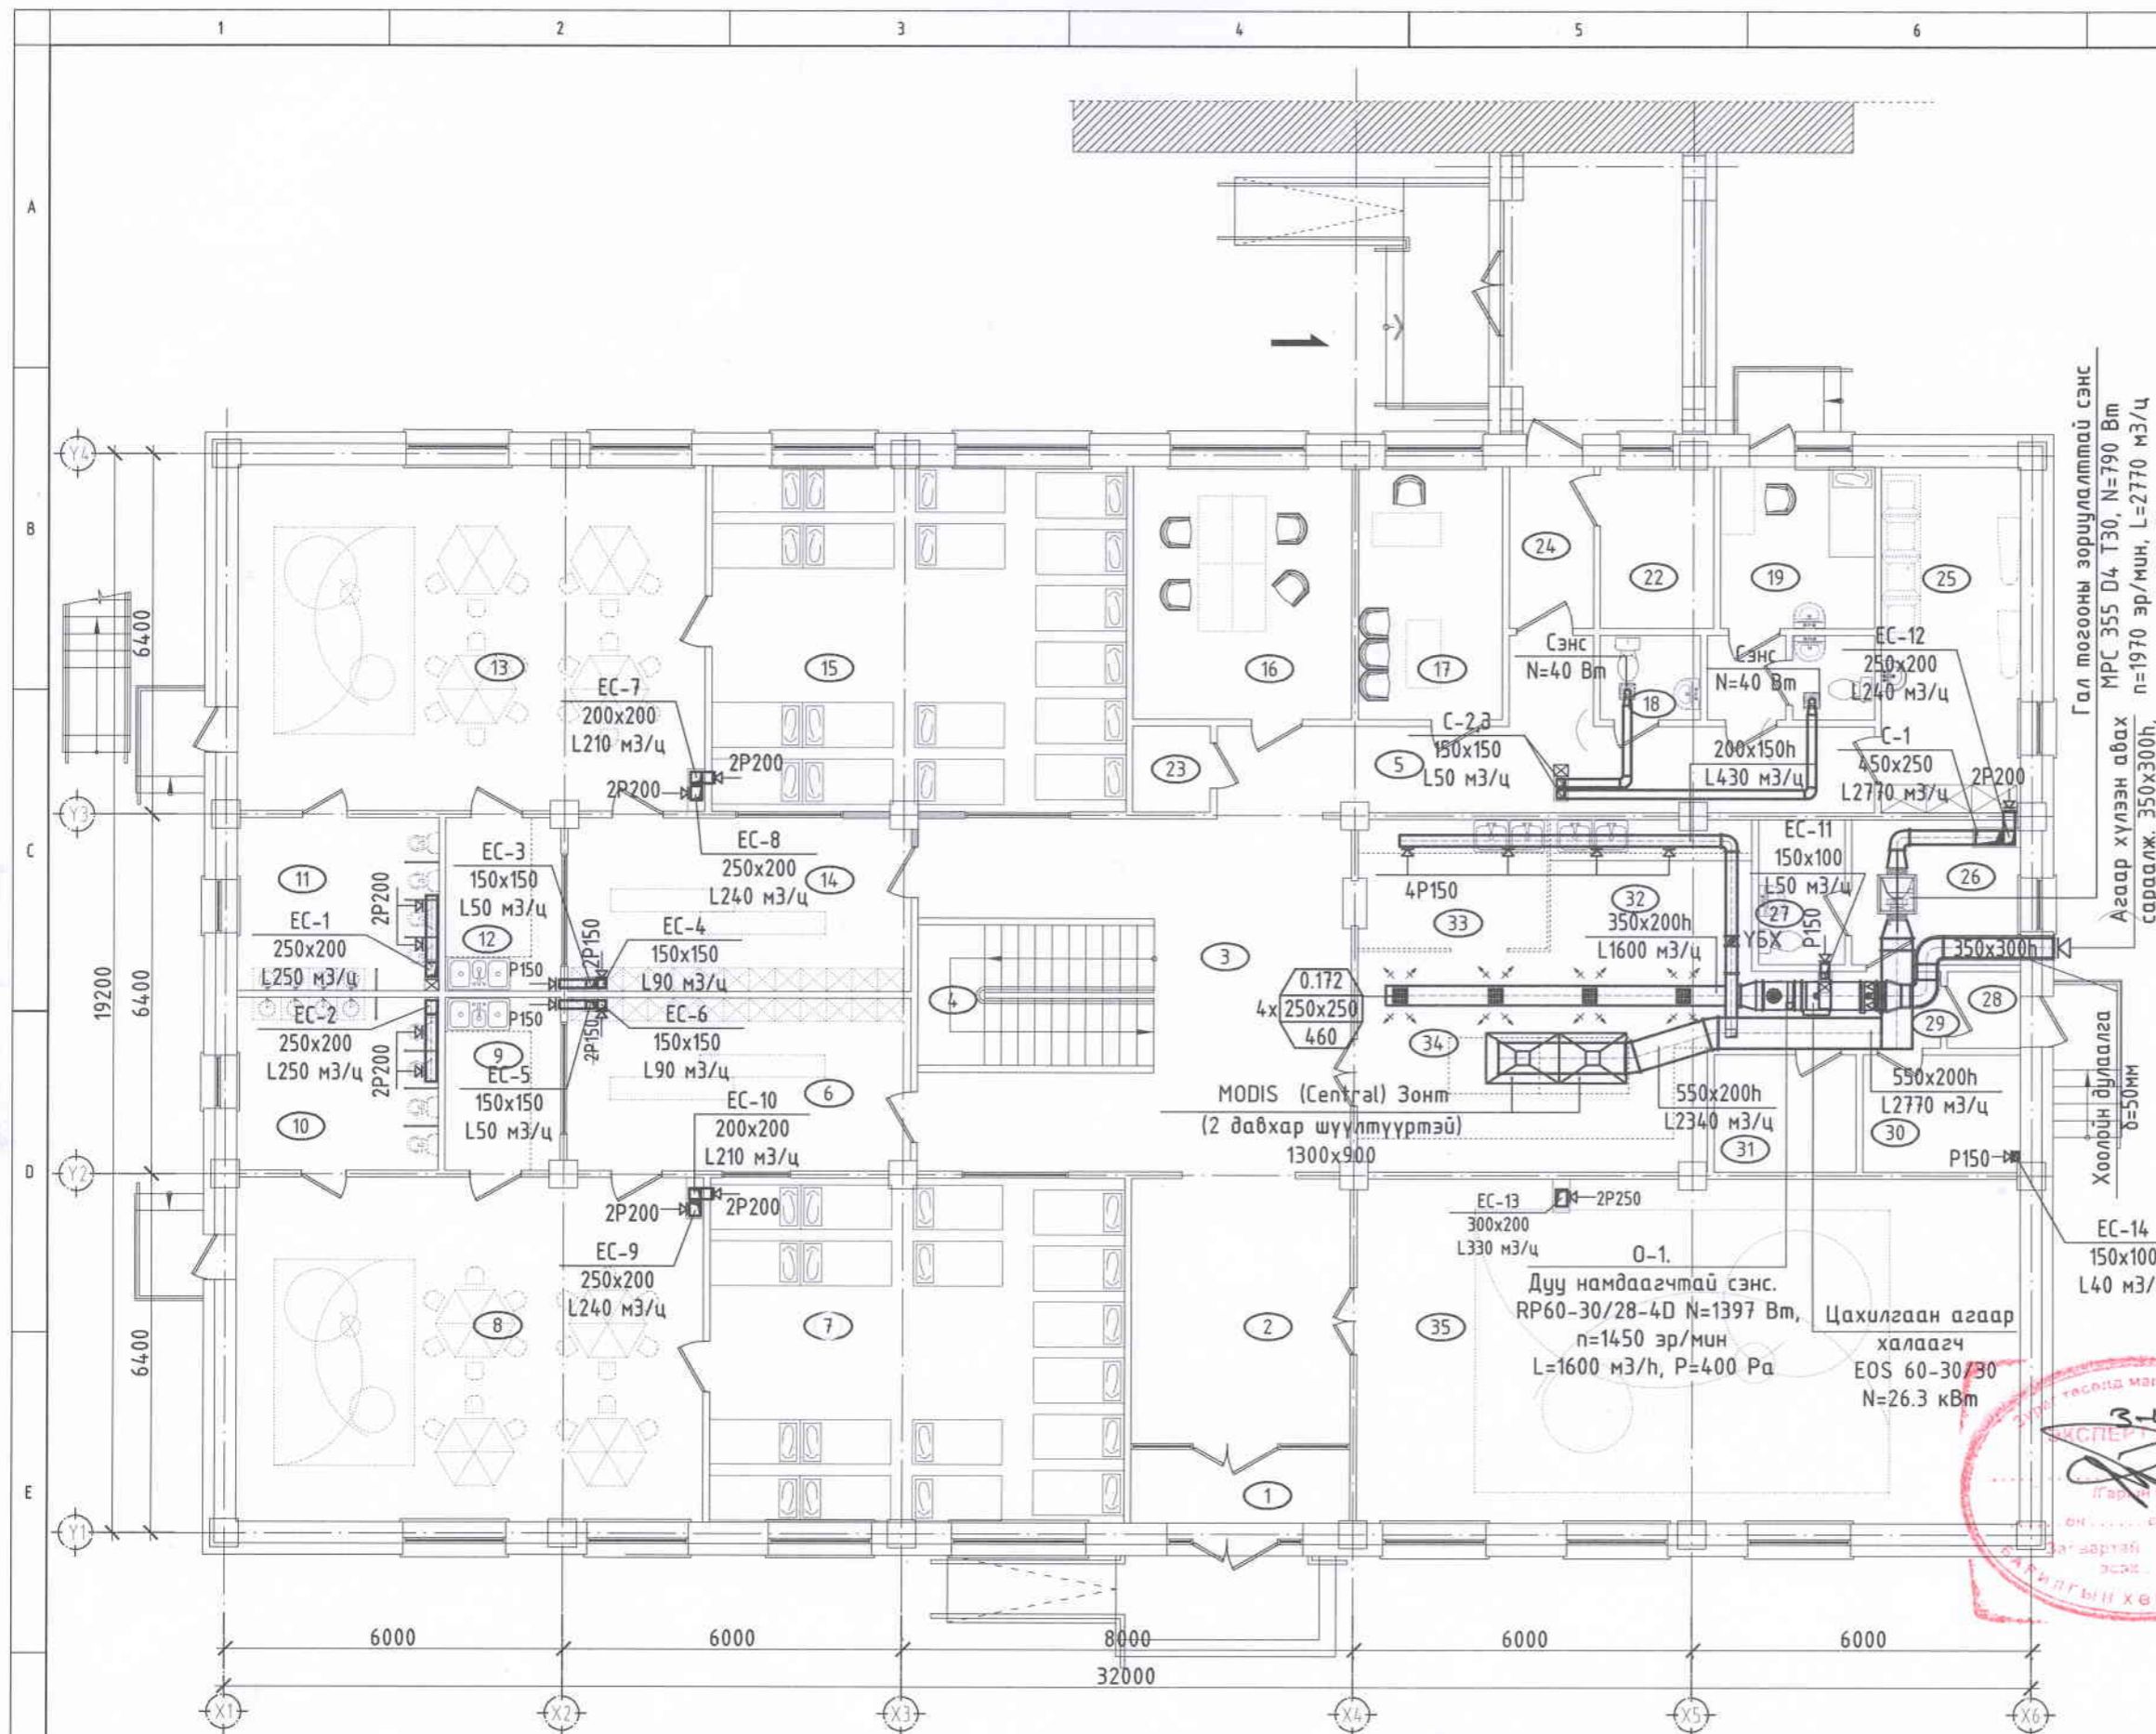 1 2 3 4 5 6
A
B
C
D
E
Гал тогооны зориулалттай сэнс
МРС 355 D4 T30, N=790 Вт
n=1970 эр/мин, L=2770 м3/ц
Агаар хүлээн авах
сараалж. 350x300h.
Y4
Y3
Y2
Y1
6400
6400
6400
19200
13
15
16
17
24
22
19
25
Сэнс
N=40 Вт
18
Сэнс
N=40 Вт
EC-12
250x200
L240 м3/ц
EC-7
200x200
L210 м3/ц
2P200
2P200
23
5
C-2.3
150x150
L50 м3/ц
200x150h
L430 м3/ц
C-1
450x250
L2770 м3/ц
2P200
EC-8
250x200
L240 м3/ц
11
EC-3
150x150
L50 м3/ц
12
14
2P200
EC-1
250x200
L250 м3/ц
P150
2P150
EC-4
150x150
L90 м3/ц
4P150
33
32
350x200h
L1600 м3/ц
ҮБХ
EC-11
150x100
L50 м3/ц
27
P150
26
350x300h
3
4
0.172
4x 250x250
460
28
29
EC-2
250x200
L250 м3/ц
2P200
P150
2P150
9
EC-5
150x150
L50 м3/ц
EC-6
150x150
L90 м3/ц
34
10
6
EC-10
200x200
L210 м3/ц
MODIS (Central) Зонт
(2 давхар шүүлтүүртэй)
1300x900
550x200h
L2340 м3/ц
31
550x200h
L2770 м3/ц
30
P150
Хоолойн дулаалга
δ=50мм
2P200
2P200
EC-9
250x200
L240 м3/ц
EC-13
300x200
L330 м3/ц
2P250
EC-14
150x100
L40 м3/
8
7
2
35
О-1.
Дуу намдаагчтай сэнс.
RP60-30/28-4D N=1397 Вт,
n=1450 эр/мин
L=1600 м3/h, P=400 Pa
Цахилгаан агаар
халаагч
EOS 60-30/30
N=26.3 кВт
1
ЭКСПЕРТ
6000 6000 8000 6000 6000
32000
X1 X2 X3 X4 X5 X6